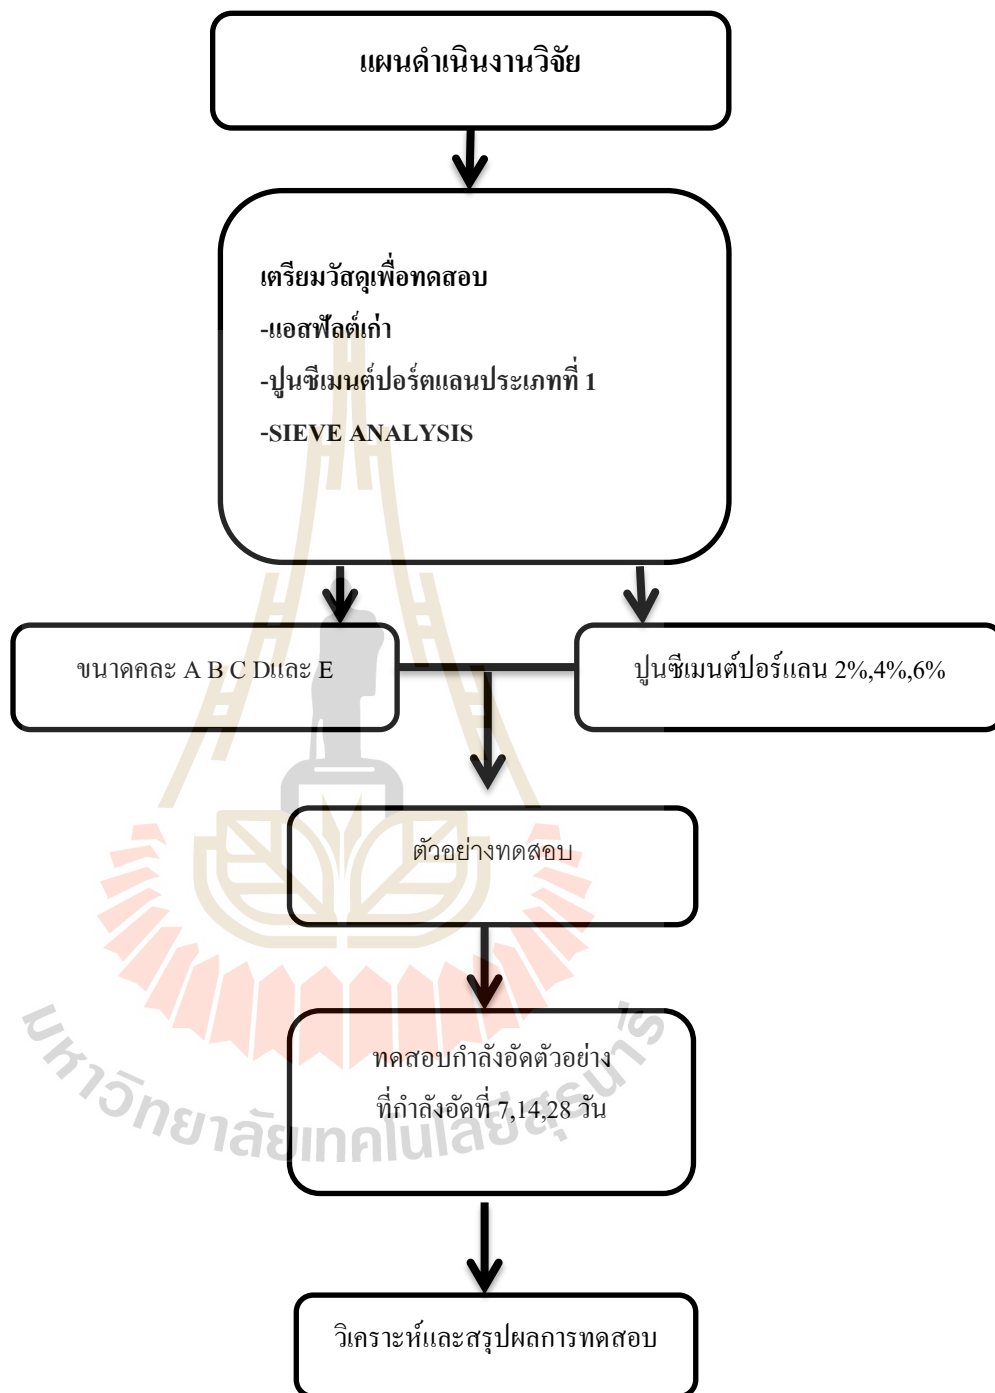 แผนดำเนินงานวิจัย
เตรียมวัสดุเพื่อทดสอบ
-แอสฟัลต์เก่า
-ปูนซีเมนต์ปอร์ตแลนประเภทที่ 1
-SIEVE ANALYSIS
ขนาดคละ A B C Dและ E
ปูนซีเมนต์ปอร์แลน 2%,4%,6%
ตัวอย่างทดสอบ
ทดสอบกำลังอัดตัวอย่าง
ที่กำลังอัดที่ 7,14,28 วัน
มหาวิทยาลัยเทคโนโลยีสุรนารี
วิเคราะห์และสรุปผลการทดสอบ